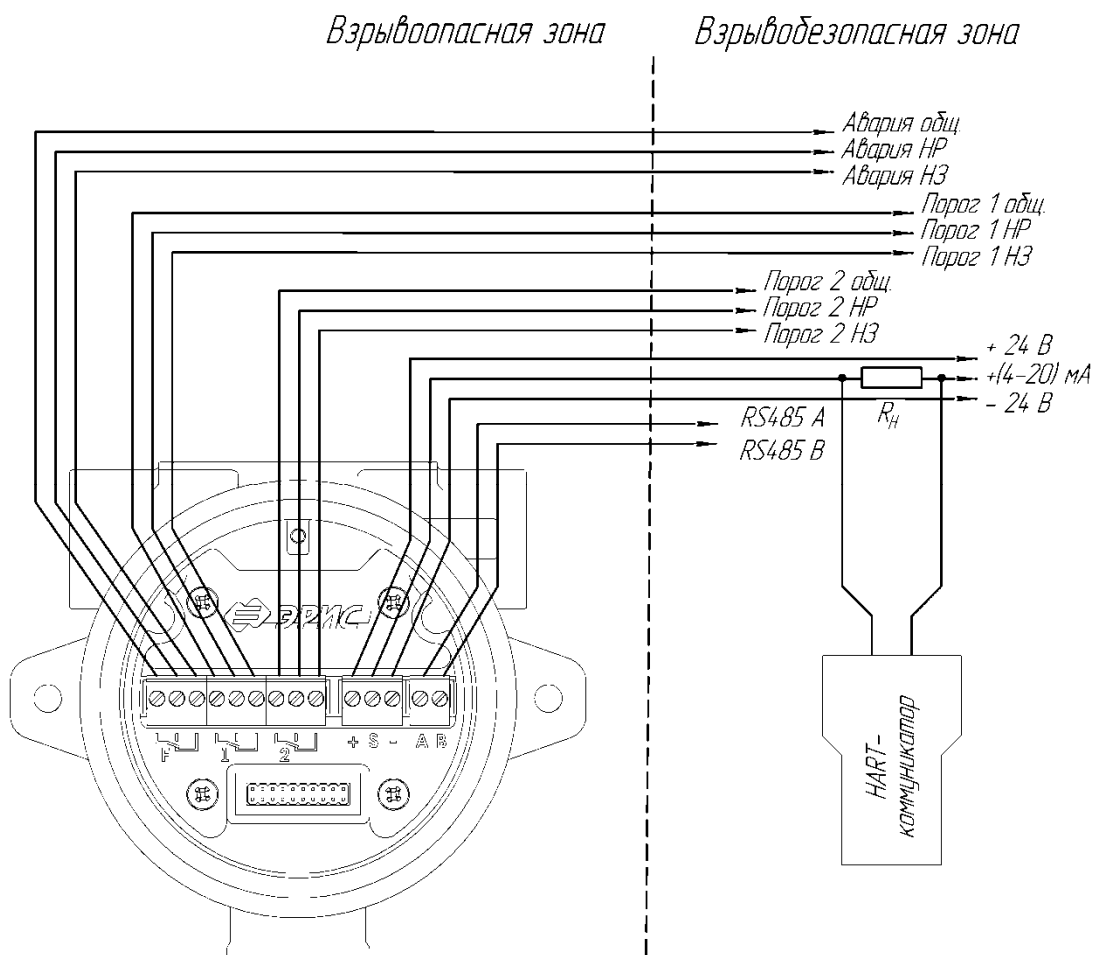 Взрывоопасная зона
Взрывобезопасная зона
Авария общ.
Авария НР
Авария НЗ
Порог 1 общ.
Порог 1 НР
Порог 1 НЗ
Порог 2 общ.
Порог 2 НР
Порог 2 НЗ
+ 24 В
+(4-20) мА
- 24 В
Rн
RS485 A
RS485 B
ЭРИС
F 1 2 + S - A B
HART-
коммуникатор